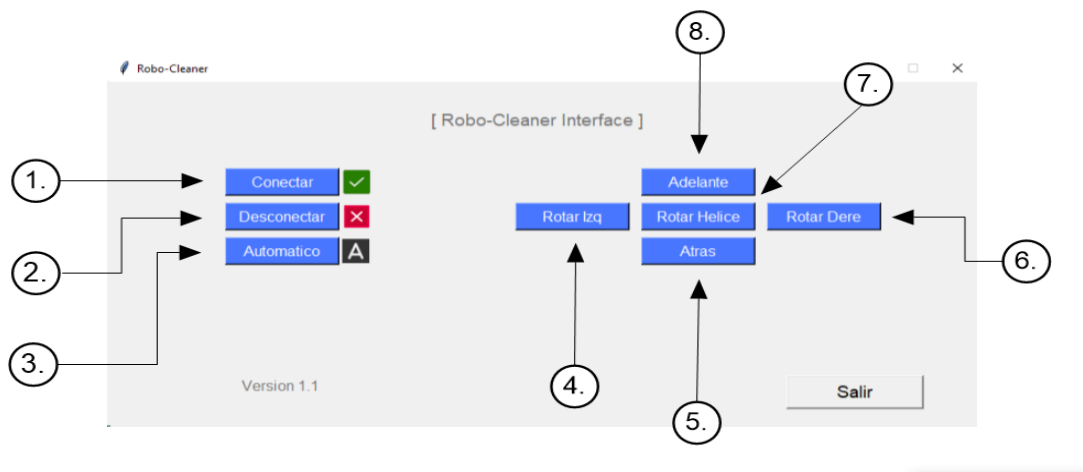 8.
Robo-Cleaner
7.
[ Robo-Cleaner Interface ]
1.
Conectar
Adelante
Desconectar
Rotar Izq
Rotar Helice
Rotar Dere
2.
Automatico
A
Atras
6.
3.
4.
Version 1.1
Salir
5.